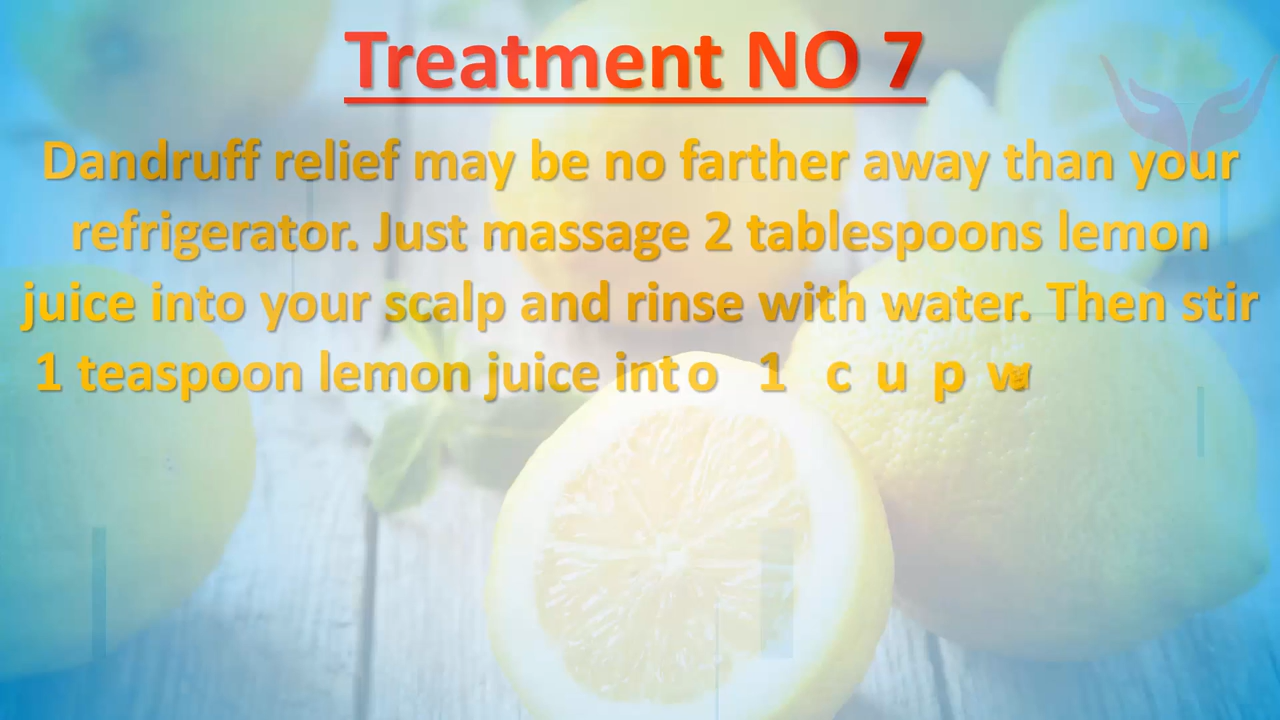 Treatment NO 7
Dandruff relief may be no farther away than your
refrigerator. Just massage 2 tablespoons lemon
juice into your scalp and rinse with water. Then stir
1 teaspoon lemon juice into 1 cup